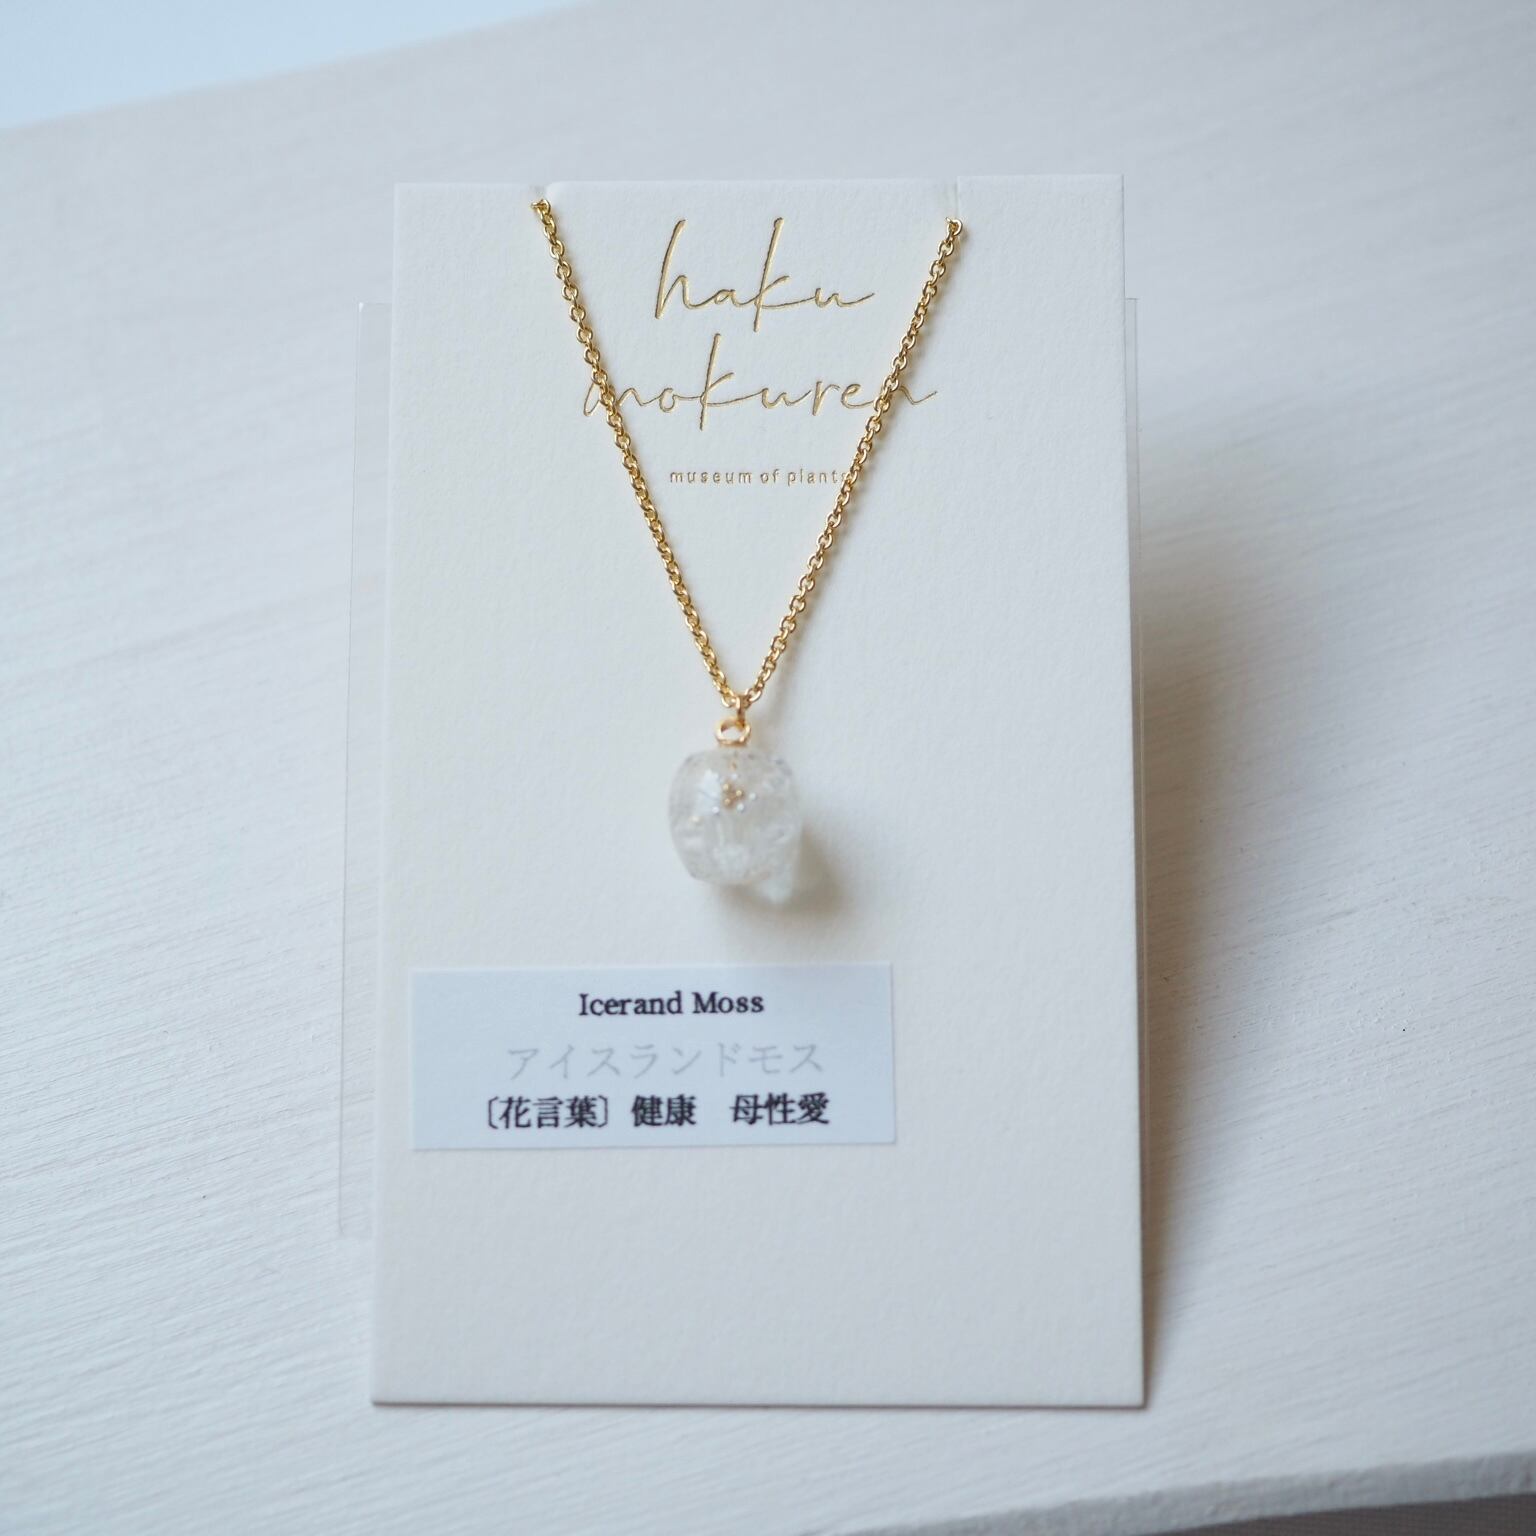 haku
mokuren
museum of plants
Icerand Moss
アイスランドモス
〔花言葉〕健康　母性愛